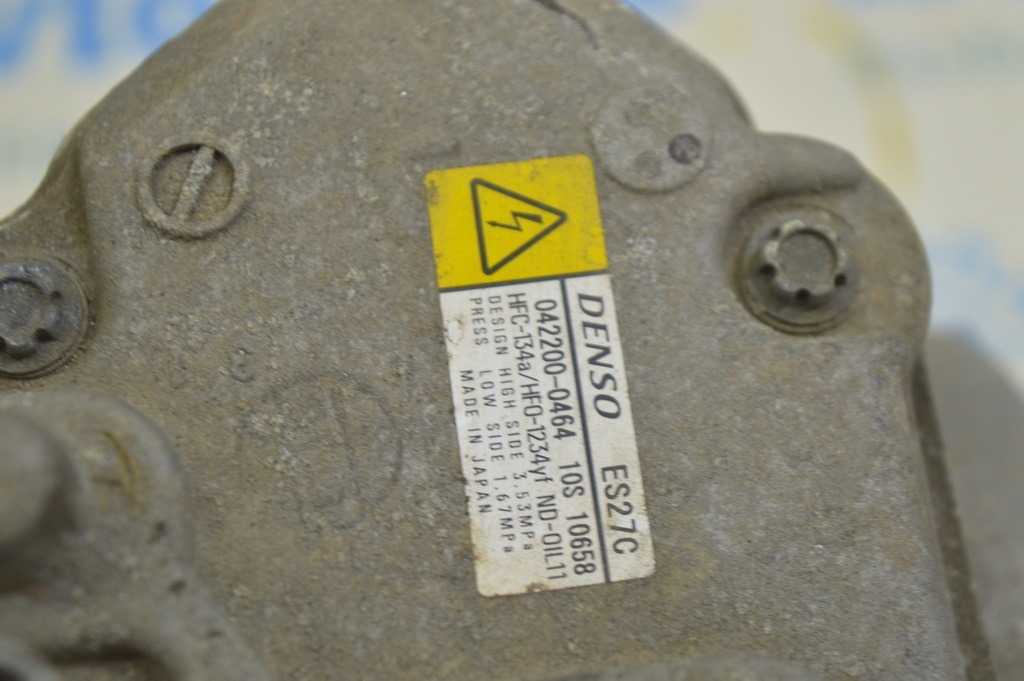 DENSO ES27C
042200-0464 10S 10658
HFC-134a/HFO-1234yf ND-OIL11
DESIGN HIGH SIDE 3.53MPa
PRESS LOW SIDE 1.67MPa
MADE IN JAPAN